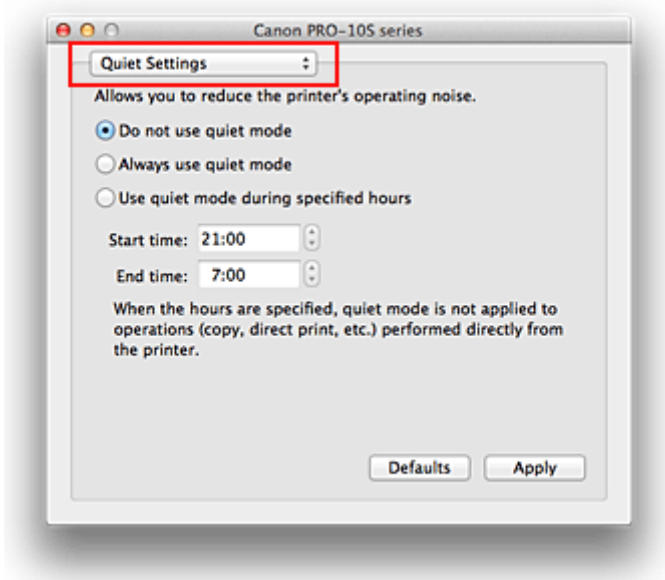 Canon PRO-10S series
Quiet Settings
Allows you to reduce the printer's operating noise.
Do not use quiet mode
Always use quiet mode
Use quiet mode during specified hours
Start time: 21:00
End time: 7:00
When the hours are specified, quiet mode is not applied to
operations (copy, direct print, etc.) performed directly from
the printer.
Defaults Apply